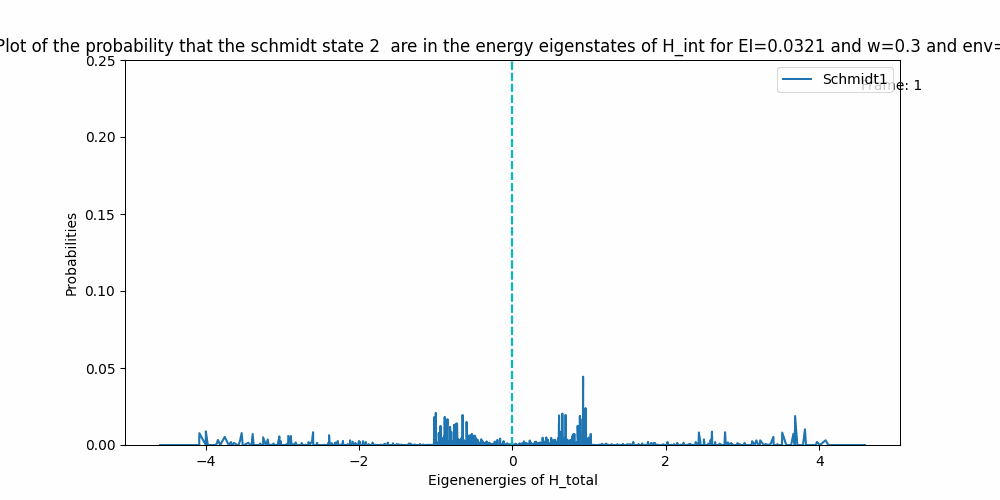 Plot of the probability that the schmidt state 2 are in the energy eigenstates of H_int for EI=0.0321 and w=0.3 and env=
Schmidt1
Frame: 1
0.25
0.20
0.15
0.10
0.05
0.00
Probabilities
−4
−2
0
2
4
Eigenenergies of H_total